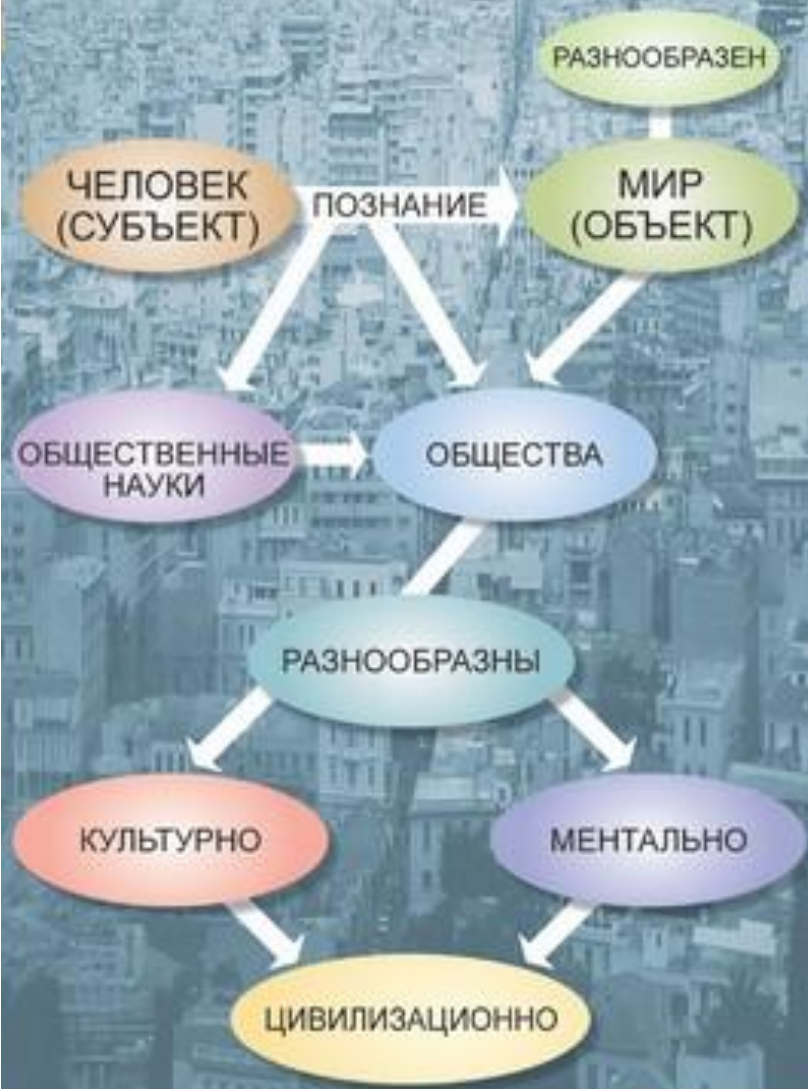 РАЗНООБРАЗЕН
ЧЕЛОВЕК
(СУБЪЕКТ)
ПОЗНАНИЕ
МИР
(ОБЪЕКТ)
ОБЩЕСТВЕННЫЕ
НАУКИ
ОБЩЕСТВА
РАЗНООБРАЗНЫ
КУЛЬТУРНО
МЕНТАЛЬНО
ЦИВИЛИЗАЦИОННО